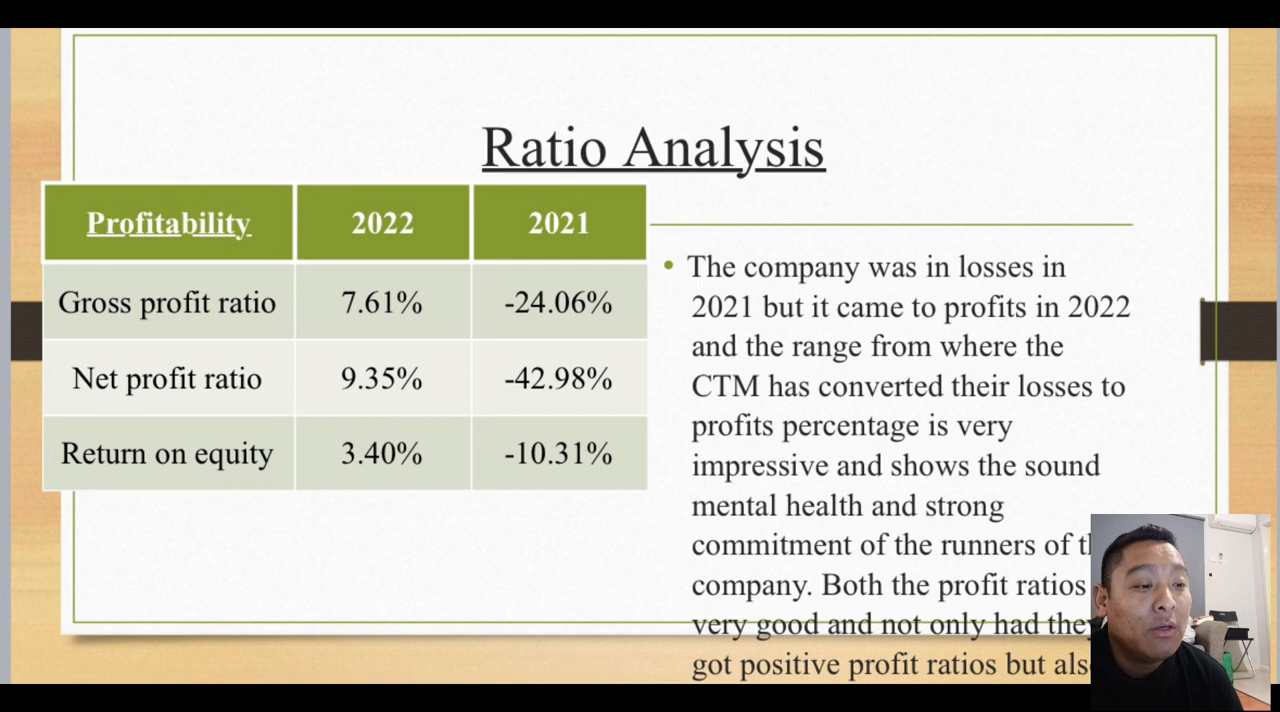 Ratio Analysis
Profitability 2022 2021
Gross profit ratio 7.61% -24.06%
Net profit ratio 9.35% -42.98%
Return on equity 3.40% -10.31%
• The company was in losses in
2021 but it came to profits in 2022
and the range from where the
CTM has converted their losses to
profits percentage is very
impressive and shows the sound
mental health and strong
commitment of the runners of
company. Both the profit ratios
very good and not only had
got positive profit ratios but